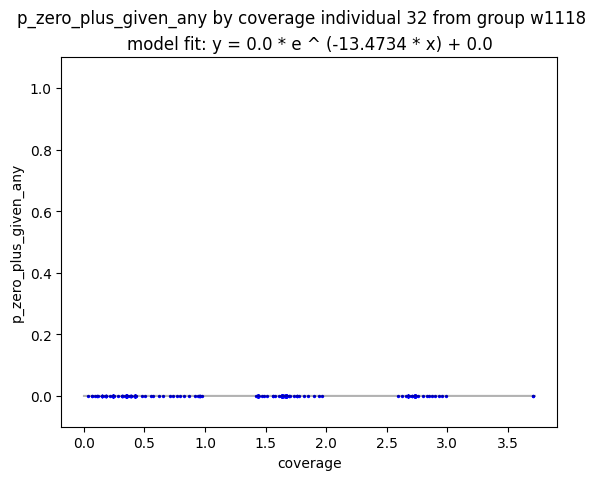 p_zero_plus_given_any by coverage individual 32 from group w1118
model fit: y = 0.0 * e ^ (-13.4734 * x) + 0.0
1.0
0.8
0.6
0.4
0.2
0.0
p_zero_plus_given_any
0.0 0.5 1.0 1.5 2.0 2.5 3.0 3.5
coverage